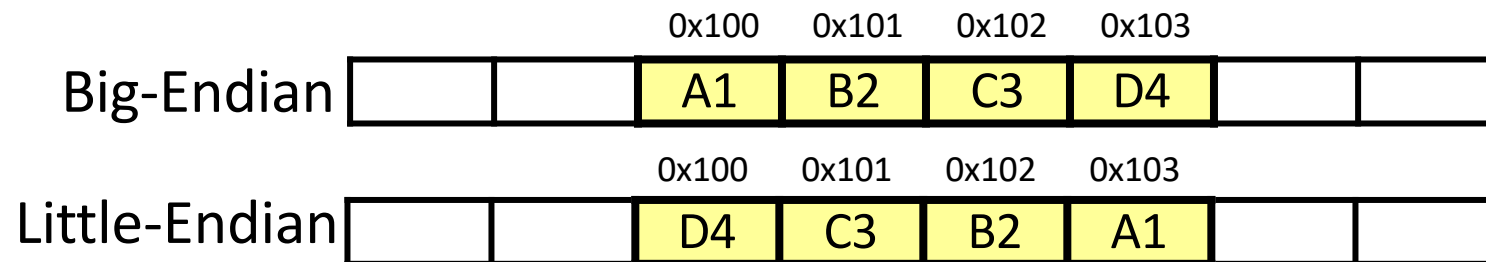 0x100 0x101 0x102 0x103
Big-Endian A1 B2 C3 D4
0x100 0x101 0x102 0x103
Little-Endian D4 C3 B2 A1